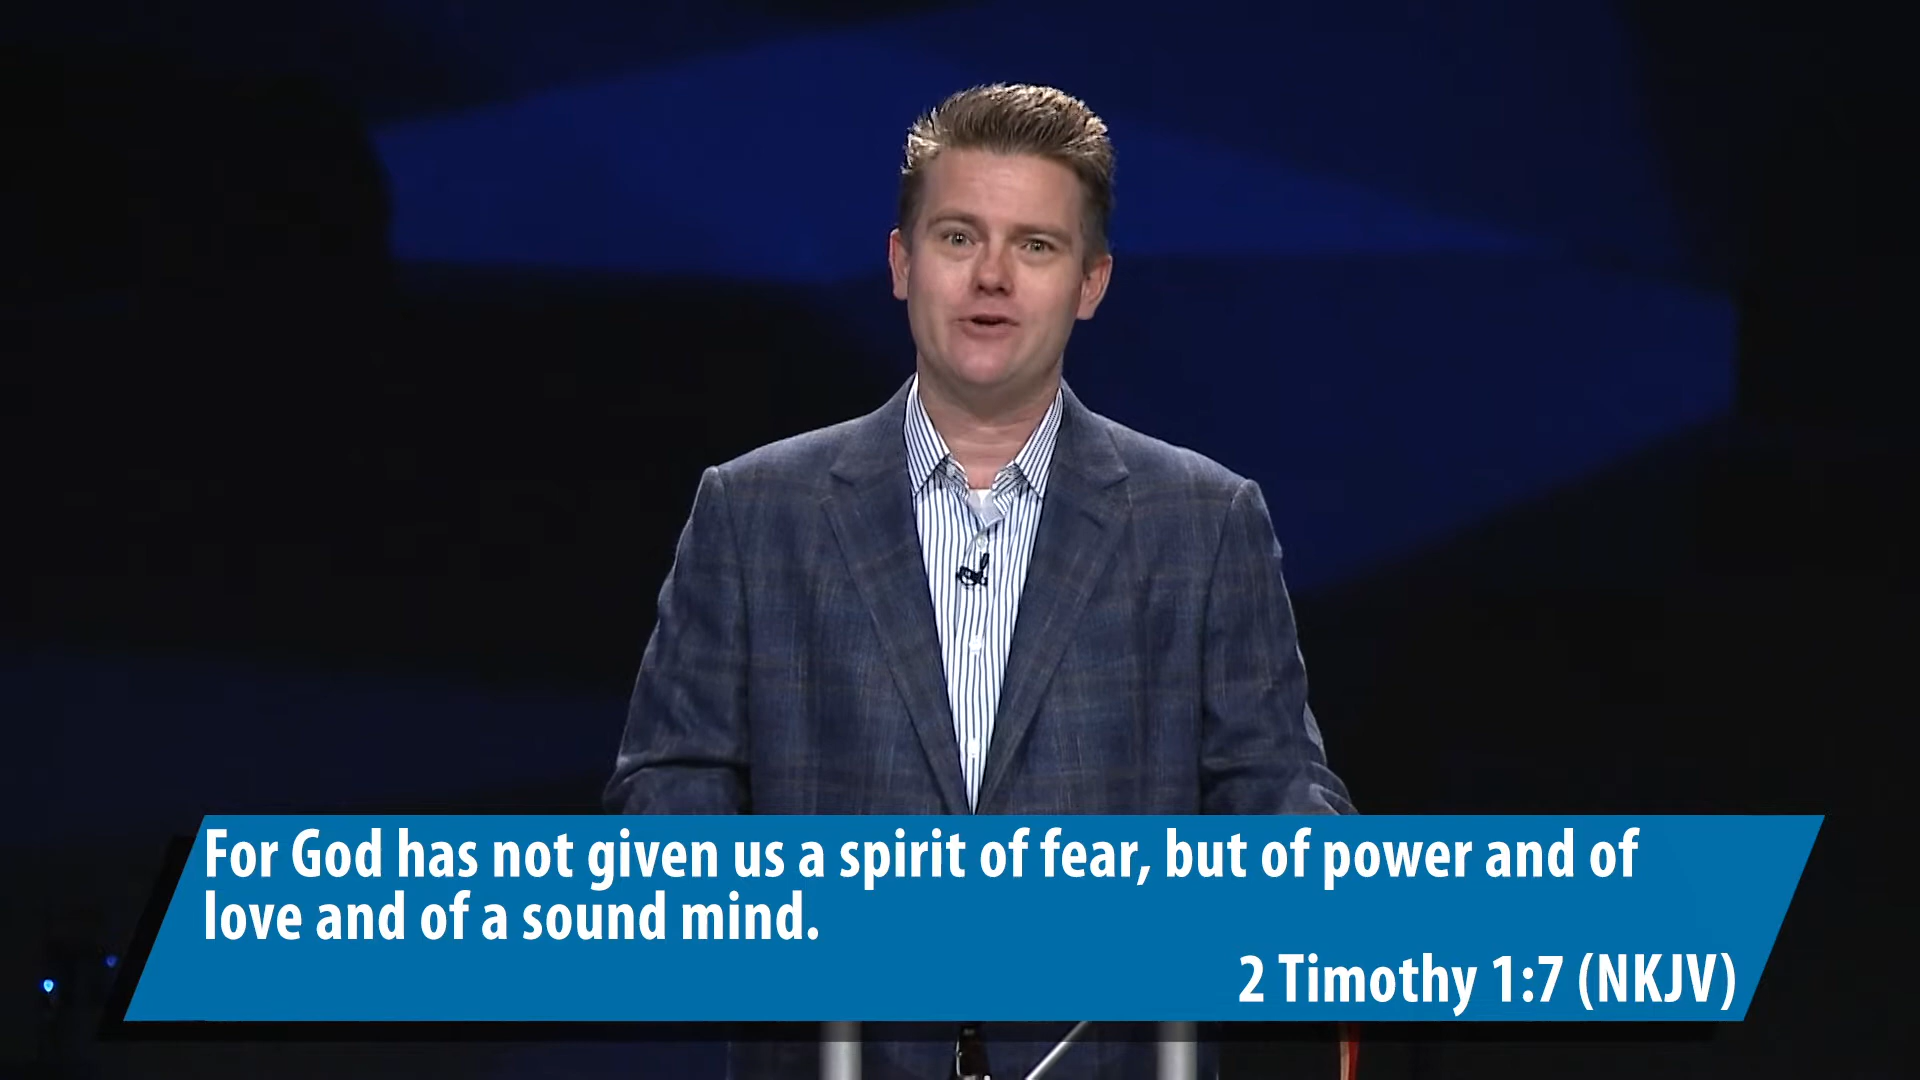 For God has not given us a spirit of fear, but of power and of
love and of a sound mind.
2 Timothy 1:7 (NKJV)